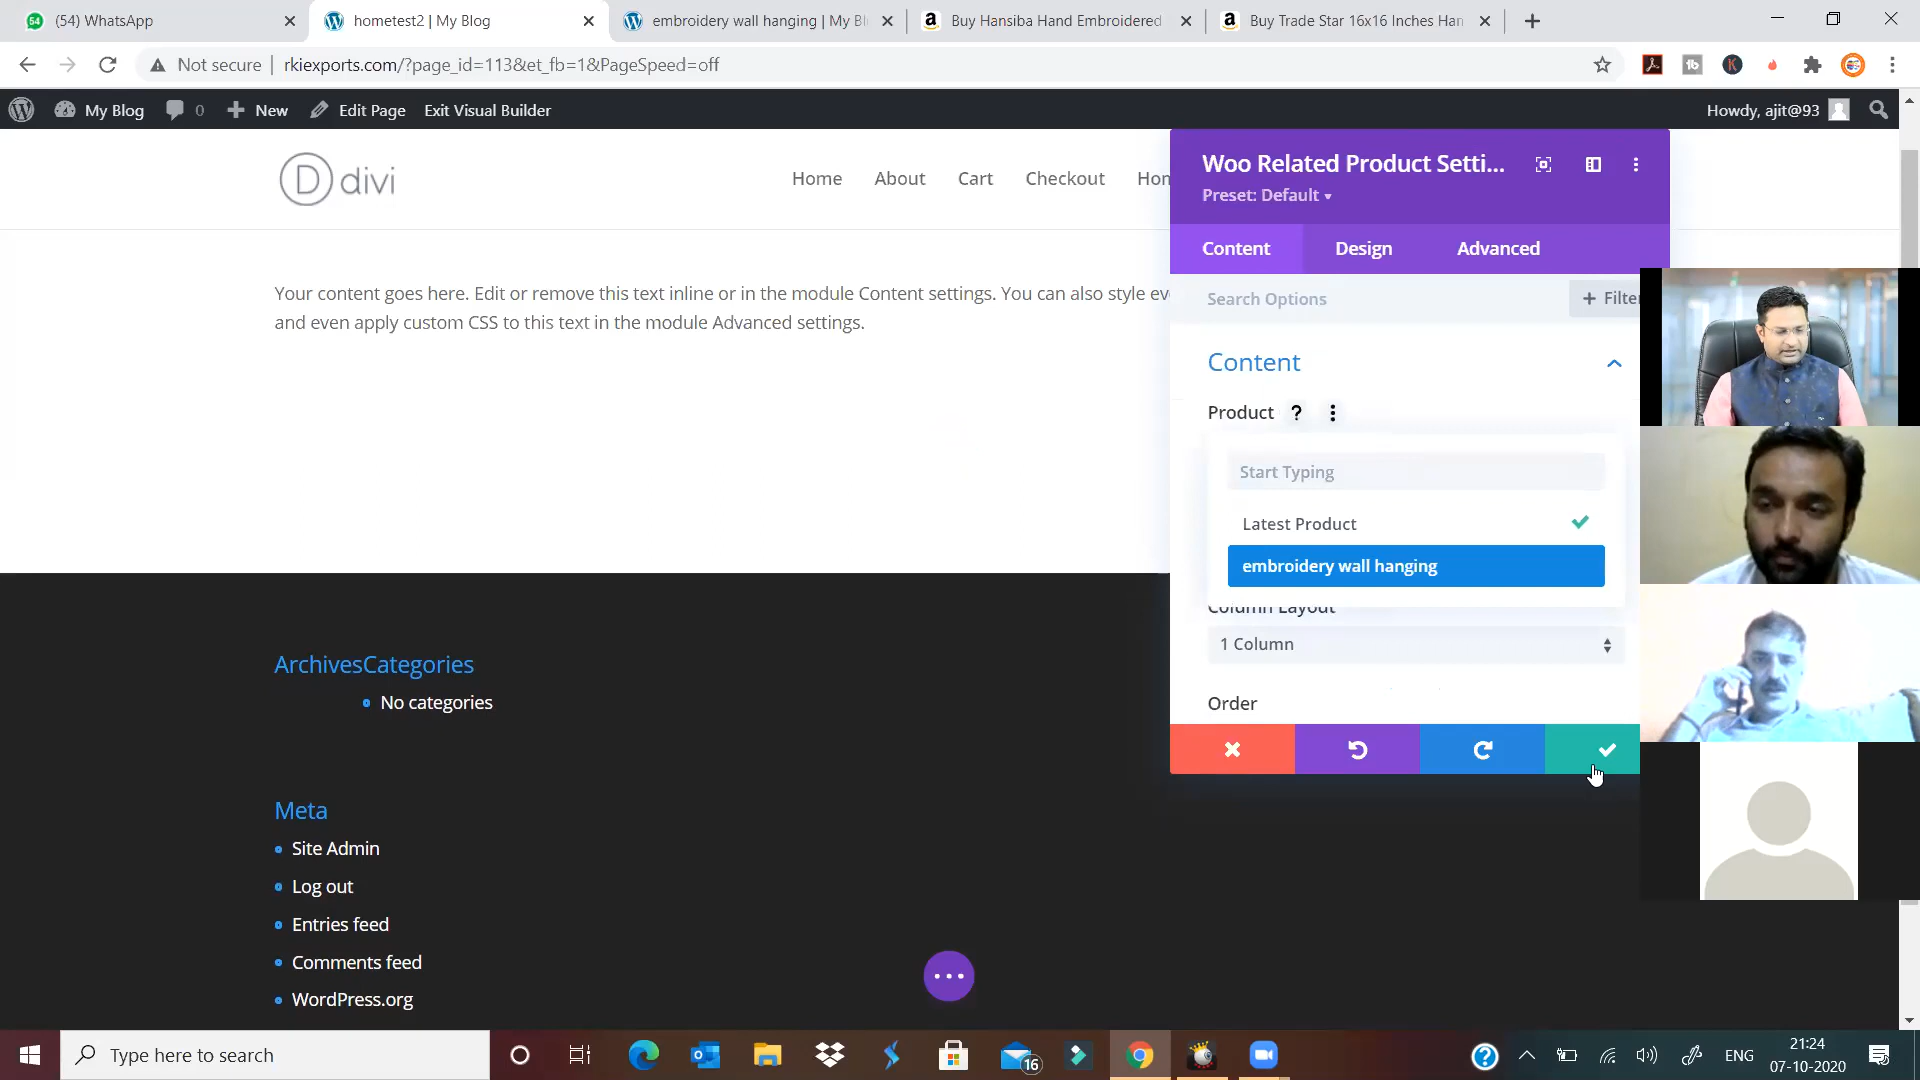 (54) WhatsApp
hometest2 | My Blog
embroidery wall hanging | My Bl
Buy Hansiba Hand Embroidered
Buy Trade Star 16x16 Inches Han
Not secure
rkiexports.com/?page_id=113&et_fb=1&PageSpeed=off
My Blog
0
New
Edit Page
Exit Visual Builder
Howdy, ajit@93
D divi
Home
About
Cart
Checkout
Hom
Woo Related Product Setti...
Preset: Default
Content
Design
Advanced
Search Options
+ Filter
Your content goes here. Edit or remove this text inline or in the module Content settings. You can also style eve
and even apply custom CSS to this text in the module Advanced settings.
Content
Product ?
Start Typing
Latest Product
embroidery wall hanging
Column Layout
1 Column
Order
ArchivesCategories
No categories
Meta
Site Admin
Log out
Entries feed
Comments feed
WordPress.org
Type here to search
16
ENG
21:24
07-10-2020